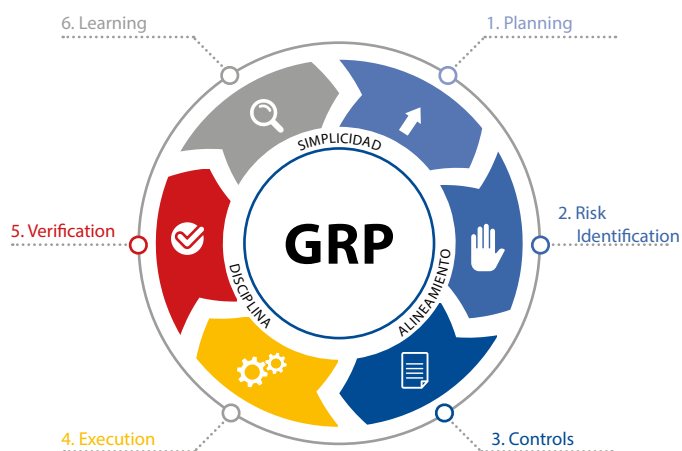 6. Learning
1. Planning
SIMPLICIDAD
5. Verification
GRP
2. Risk
Identification
DISCIPLINA
ALINEAMIENTO
4. Execution
3. Controls